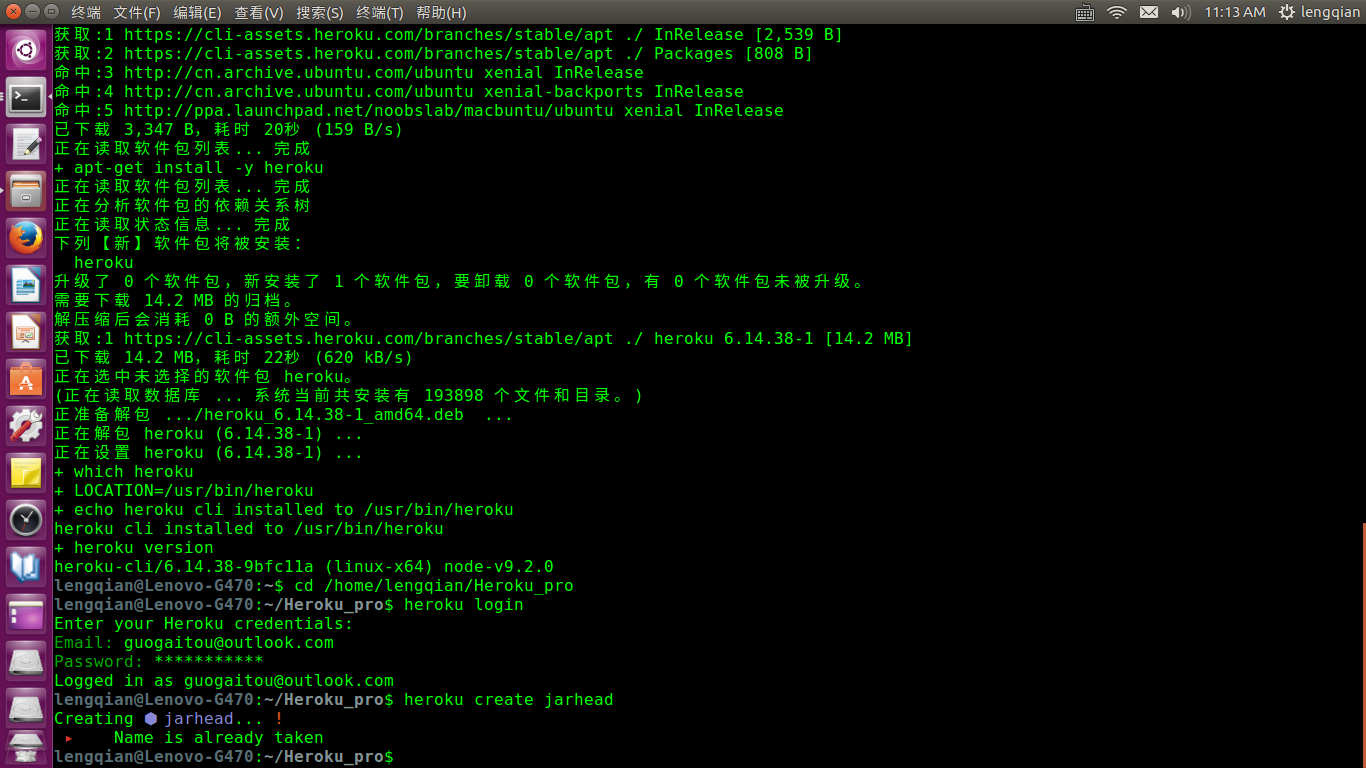 终端 文件(F) 编辑(E) 查看(V) 搜索(S) 终端(T) 帮助(H) 11:13 AM lengqian
获取:1 https://cli-assets.heroku.com/branches/stable/apt ./ InRelease [2,539 B]
获取:2 https://cli-assets.heroku.com/branches/stable/apt ./ Packages [808 B]
命中:3 http://cn.archive.ubuntu.com/ubuntu xenial InRelease
命中:4 http://cn.archive.ubuntu.com/ubuntu xenial-backports InRelease
命中:5 http://ppa.launchpad.net/noobslab/macbuntu/ubuntu xenial InRelease
已下载 3,347 B，耗时 20秒 (159 B/s)
正在读取软件包列表... 完成
+ apt-get install -y heroku
正在读取软件包列表... 完成
正在分析软件包的依赖关系树
正在读取状态信息... 完成
下列【新】软件包将被安装：
heroku
升级了 0 个软件包，新安装了 1 个软件包，要卸载 0 个软件包，有 0 个软件包未被升级。
需要下载 14.2 MB 的归档。
解压缩后会消耗 0 B 的额外空间。
获取:1 https://cli-assets.heroku.com/branches/stable/apt ./ heroku 6.14.38-1 [14.2 MB]
已下载 14.2 MB，耗时 22秒 (620 kB/s)
正在选中未选择的软件包 heroku。
(正在读取数据库 ... 系统当前共安装有 193898 个文件和目录。)
正准备解包 .../heroku_6.14.38-1_amd64.deb  ...
正在解包 heroku (6.14.38-1) ...
正在设置 heroku (6.14.38-1) ...
+ which heroku
+ LOCATION=/usr/bin/heroku
+ echo heroku cli installed to /usr/bin/heroku
heroku cli installed to /usr/bin/heroku
+ heroku version
heroku-cli/6.14.38-9bfc11a (linux-x64) node-v9.2.0
lengqian@Lenovo-G470:~$ cd /home/lengqian/Heroku_pro
lengqian@Lenovo-G470:~/Heroku_pro$ heroku login
Enter your Heroku credentials:
Email: guogaitou@outlook.com
Password: ***********
Logged in as guogaitou@outlook.com
lengqian@Lenovo-G470:~/Heroku_pro$ heroku create jarhead
Creating ⬢ jarhead... !
▸    Name is already taken
lengqian@Lenovo-G470:~/Heroku_pro$